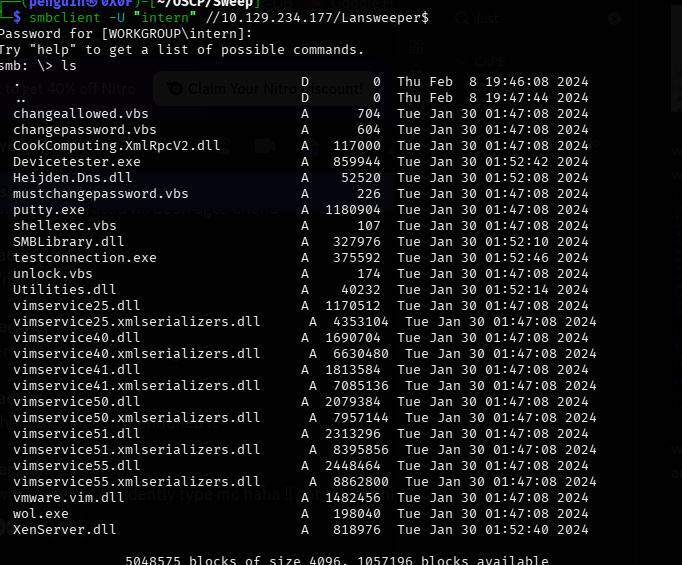 (penguin㉿0X0F)-[~/OSCP/Sweep]
$ smbclient -U "intern" //10.129.234.177/Lansweeper$
Password for [WORKGROUP\intern]:
Try "help" to get a list of possible commands.
smb: \> ls
. D 0 Thu Feb 8 19:46:08 2024
.. D 0 Thu Feb 8 19:47:44 2024
changeallowed.vbs A 704 Tue Jan 30 01:47:08 2024
changepassword.vbs A 604 Tue Jan 30 01:47:08 2024
CookComputing.XmlRpcV2.dll A 117000 Tue Jan 30 01:47:08 2024
Devicetester.exe A 859944 Tue Jan 30 01:52:42 2024
Heijden.Dns.dll A 52520 Tue Jan 30 01:52:08 2024
mustchangepassword.vbs A 226 Tue Jan 30 01:47:08 2024
putty.exe A 1180904 Tue Jan 30 01:47:08 2024
shellexec.vbs A 107 Tue Jan 30 01:47:08 2024
SMBLibrary.dll A 327976 Tue Jan 30 01:52:10 2024
testconnection.exe A 375592 Tue Jan 30 01:52:46 2024
unlock.vbs A 174 Tue Jan 30 01:47:08 2024
Utilities.dll A 40232 Tue Jan 30 01:52:14 2024
vimservice25.dll A 1170512 Tue Jan 30 01:47:08 2024
vimservice25.xmlserializers.dll A 4353104 Tue Jan 30 01:47:08 2024
vimservice40.dll A 1690704 Tue Jan 30 01:47:08 2024
vimservice40.xmlserializers.dll A 6630480 Tue Jan 30 01:47:08 2024
vimservice41.dll A 1813584 Tue Jan 30 01:47:08 2024
vimservice41.xmlserializers.dll A 7085136 Tue Jan 30 01:47:08 2024
vimservice50.dll A 2079384 Tue Jan 30 01:47:08 2024
vimservice50.xmlserializers.dll A 7957144 Tue Jan 30 01:47:08 2024
vimservice51.dll A 2313296 Tue Jan 30 01:47:08 2024
vimservice51.xmlserializers.dll A 8395856 Tue Jan 30 01:47:08 2024
vimservice55.dll A 2448464 Tue Jan 30 01:47:08 2024
vimservice55.xmlserializers.dll A 8862800 Tue Jan 30 01:47:08 2024
vmware.vim.dll A 1482456 Tue Jan 30 01:47:08 2024
wol.exe A 198040 Tue Jan 30 01:47:08 2024
XenServer.dll A 818976 Tue Jan 30 01:52:40 2024
5048575 blocks of size 4096. 1057196 blocks available